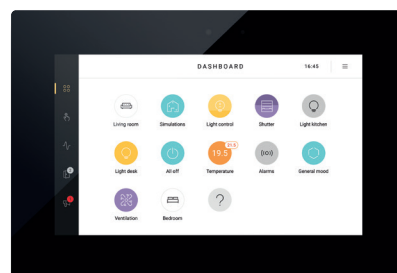 DASHBOARD 16:45
Living room Simulations Light control Shutter Light kitchen
21.5
19.5
Light desk All off Temperature Alarms General mood
?
Ventilation Bedroom